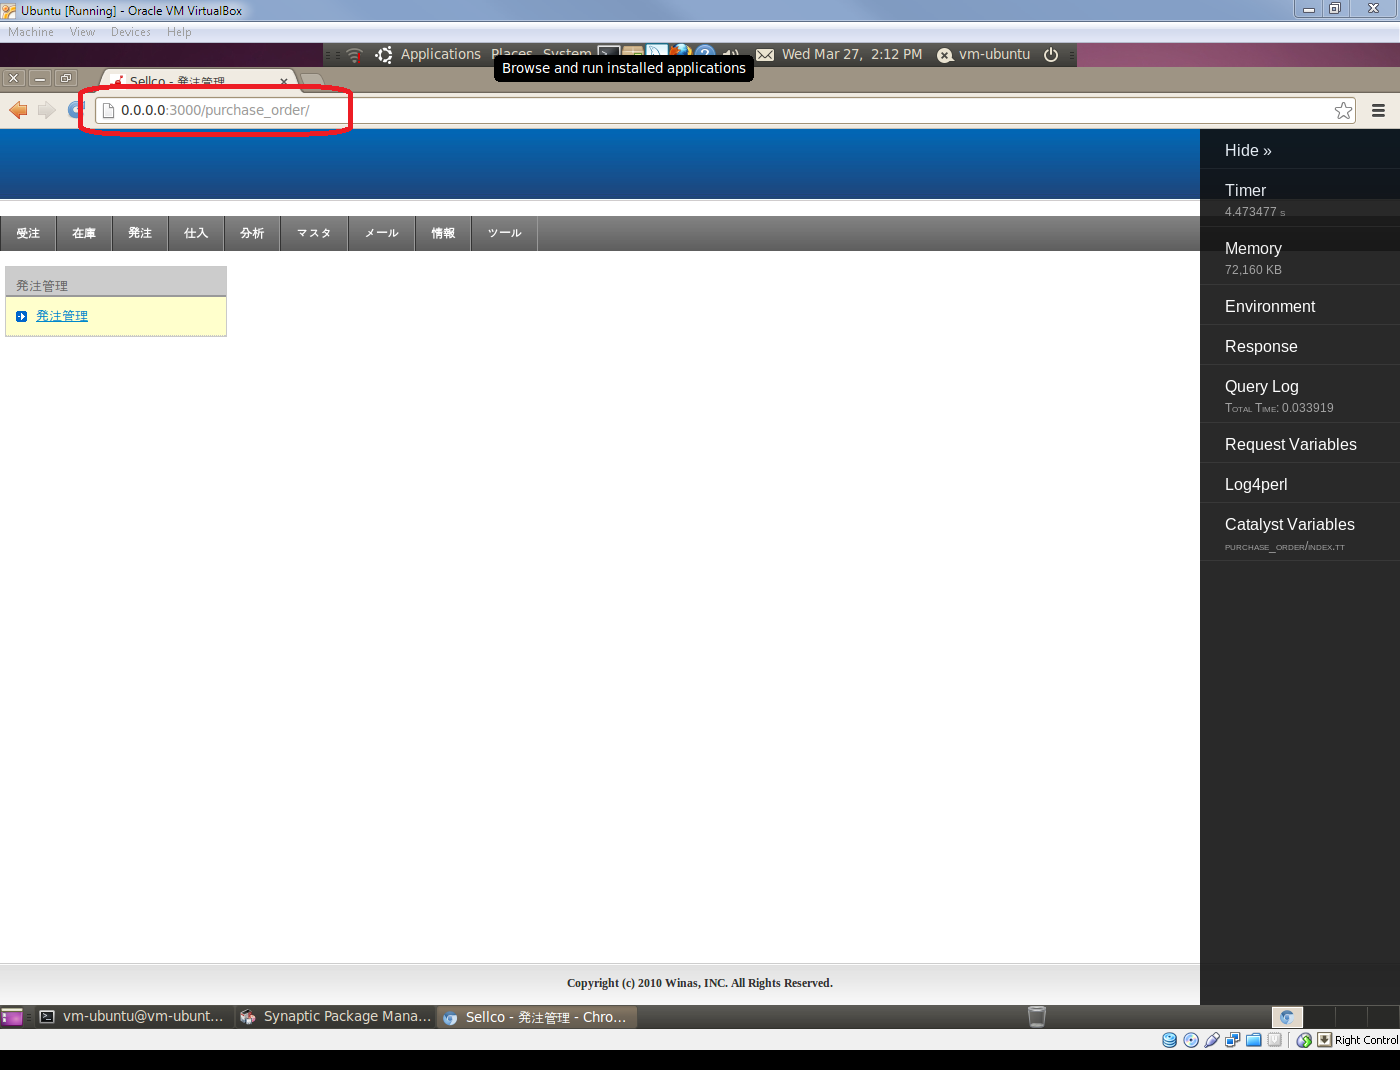 Ubuntu [Running] - Oracle VM VirtualBox
Machine View Devices Help
Applications Places System Wed Mar 27, 2:12 PM vm-ubuntu
Browse and run installed applications
Sellco - 発注管理
0.0.0.0:3000/purchase_order/
Hide »
Timer
4.473477 s
Memory
72,160 KB
Environment
Response
Query Log
Total Time: 0.033919
Request Variables
Log4perl
Catalyst Variables
purchase_order/index.tt
受注 在庫 発注 仕入 分析 マスタ メール 情報 ツール
発注管理
発注管理
Copyright (c) 2010 Winas, INC. All Rights Reserved.
vm-ubuntu@vm-ubunt... Synaptic Package Mana... Sellco - 発注管理 - Chro...
Right Control